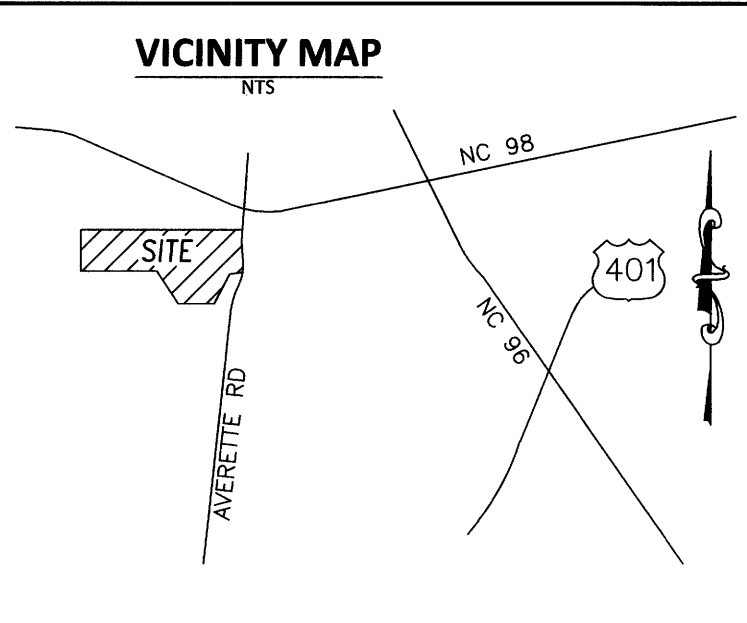 VICINITY MAP
NTS
NC 98
SITE
401
NC 96
AVERETTE RD